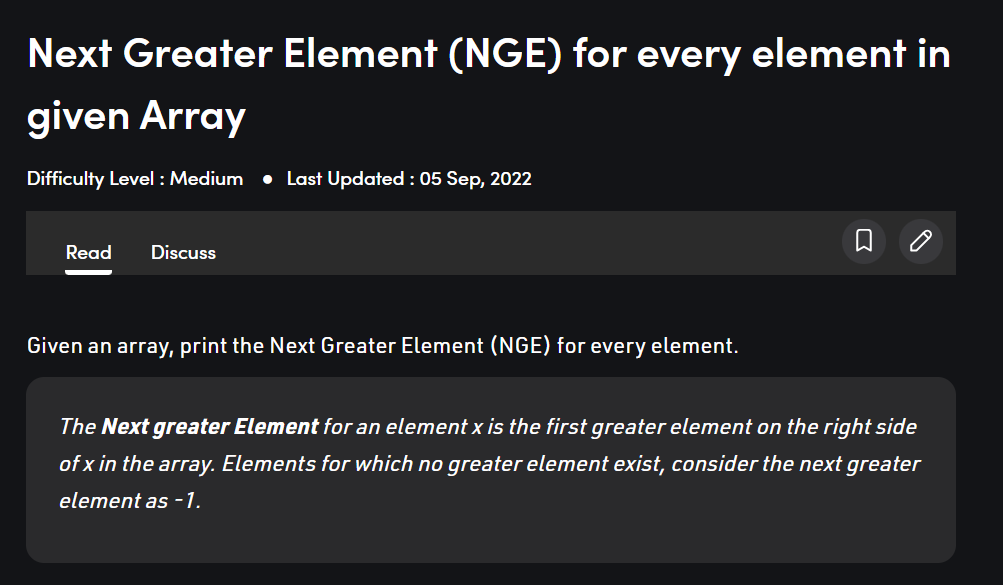 Next Greater Element (NGE) for every element in
given Array
Difficulty Level : Medium ● Last Updated : 05 Sep, 2022
Read Discuss
Given an array, print the Next Greater Element (NGE) for every element.
The Next greater Element for an element x is the first greater element on the right side
of x in the array. Elements for which no greater element exist, consider the next greater
element as -1.